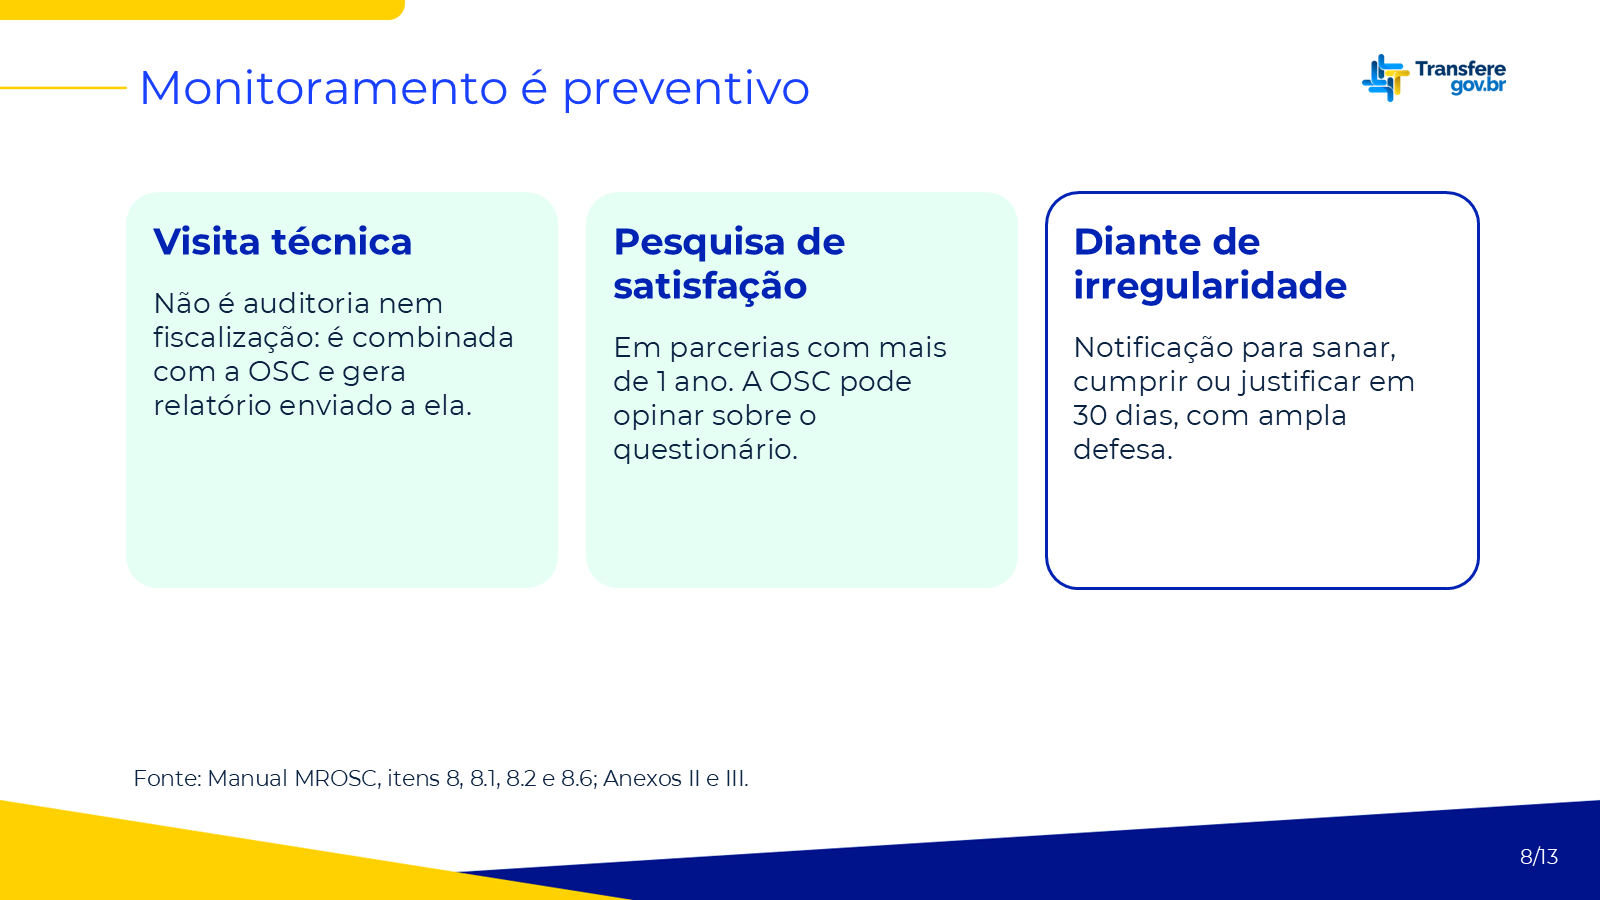 Monitoramento é preventivo
Transfere
gov.br
Visita técnica
Não é auditoria nem
fiscalização: é combinada
com a OSC e gera
relatório enviado a ela.
Pesquisa de
satisfação
Em parcerias com mais
de 1 ano. A OSC pode
opinar sobre o
questionário.
Diante de
irregularidade
Notificação para sanar,
cumprir ou justificar em
30 dias, com ampla
defesa.
Fonte: Manual MROSC, itens 8, 8.1, 8.2 e 8.6; Anexos II e III.
8/13